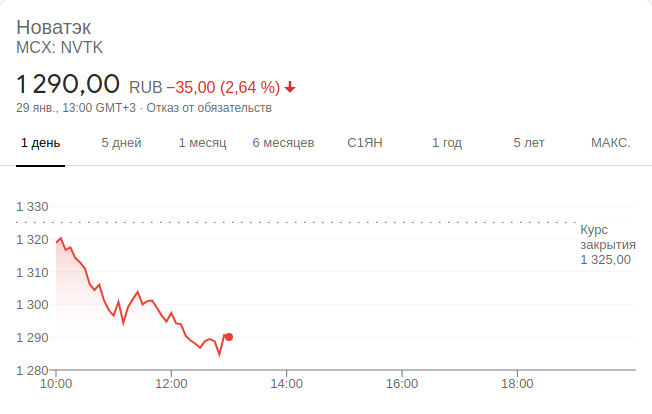 Новатэк
MCX: NVTK
1 290,00 RUB −35,00 (2,64 %)
29 янв., 13:00 GMT+3 · Отказ от обязательств
1 день 5 дней 1 месяц 6 месяцев С1ЯН 1 год 5 лет МАКС.
1 330
Курс
закрытия
1 325,00
1 320
1 310
1 300
1 290
1 280
10:00 12:00 14:00 16:00 18:00